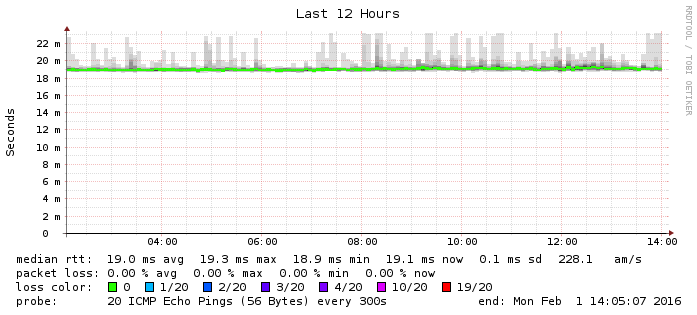 Last 12 Hours
RRDTOOL / TOBI OETIKER
Seconds
22 m
20 m
18 m
16 m
14 m
12 m
10 m
8 m
6 m
4 m
2 m
0
04:00 06:00 08:00 10:00 12:00 14:00
median rtt: 19.0 ms avg 19.3 ms max 18.9 ms min 19.1 ms now 0.1 ms sd 228.1 am/s
packet loss: 0.00 % avg 0.00 % max 0.00 % min 0.00 % now
loss color: 0 1/20 2/20 3/20 4/20 10/20 19/20
probe: 20 ICMP Echo Pings (56 Bytes) every 300s end: Mon Feb 1 14:05:07 2016